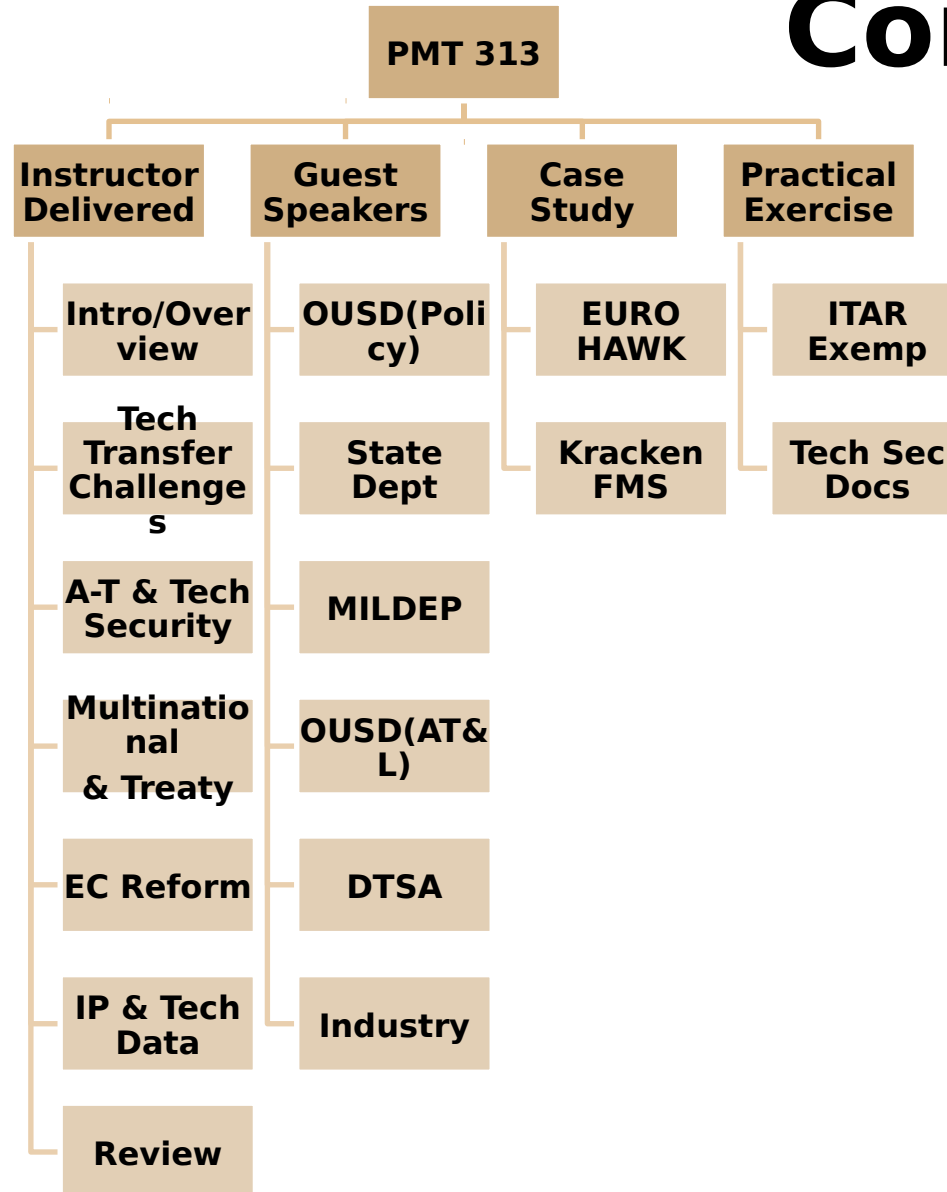 Co
PMT 313
Instructor
Delivered
Guest
Speakers
Case
Study
Practical
Exercise
Intro/Over
view
Tech
Transfer
Challenge
s
A-T & Tech
Security
Multinatio
nal
& Treaty
EC Reform
IP & Tech
Data
Review
OUSD(Poli
cy)
State
Dept
MILDEP
OUSD(AT&
L)
DTSA
Industry
EURO
HAWK
Kracken
FMS
ITAR
Exemp
Tech Sec
Docs